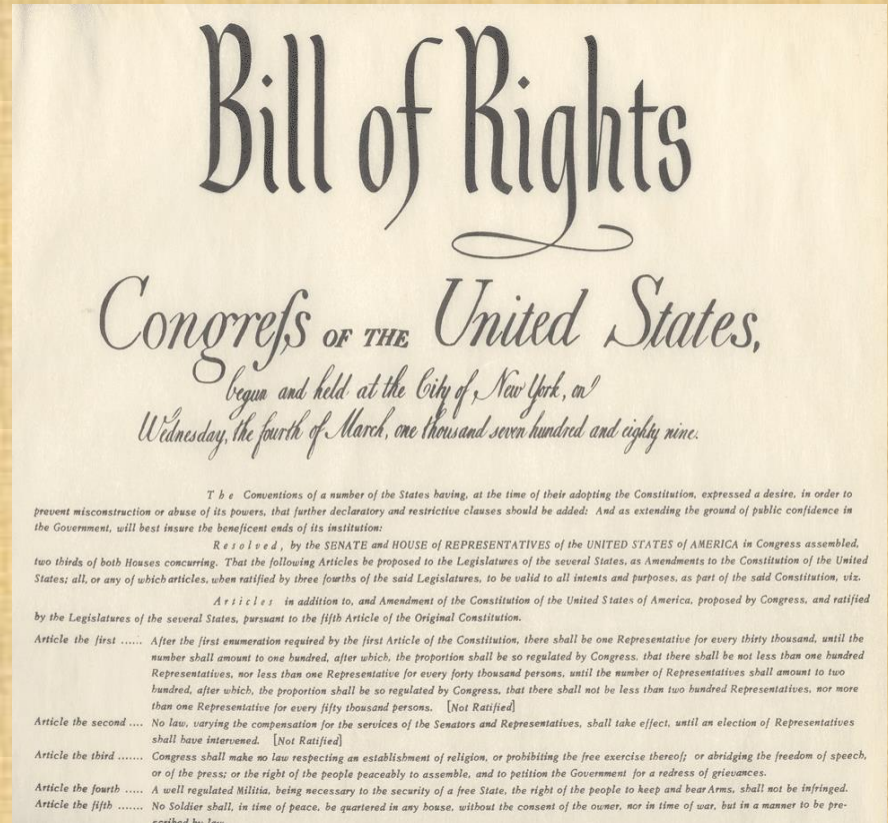 Bill of Rights
Congreſs OF THE United States,
begun and held at the City of New York, on
Wednesday, the fourth of March, one thousand seven hundred and eighty nine.
The Conventions of a number of the States having, at the time of their adopting the Constitution, expressed a desire, in order to
prevent misconstruction or abuse of its powers, that further declaratory and restrictive clauses should be added: And as extending the ground of public confidence in
the Government, will best insure the beneficent ends of its institution:
Resolved, by the SENATE and HOUSE of REPRESENTATIVES of the UNITED STATES of AMERICA in Congress assembled,
two thirds of both Houses concurring. That the following Articles be proposed to the Legislatures of the several States, as Amendments to the Constitution of the United
States; all, or any of which articles, when ratified by three fourths of the said Legislatures, to be valid to all intents and purposes, as part of the said Constitution, viz.
Articles in addition to, and Amendment of the Constitution of the United States of America, proposed by Congress, and ratified
by the Legislatures of the several States, pursuant to the fifth Article of the Original Constitution.
Article the first ...... After the first enumeration required by the first Article of the Constitution, there shall be one Representative for every thirty thousand, until the
number shall amount to one hundred, after which, the proportion shall be so regulated by Congress, that there shall be not less than one hundred
Representatives, nor less than one Representative for every forty thousand persons, until the number of Representatives shall amount to two
hundred, after which, the proportion shall be so regulated by Congress, that there shall not be less than two hundred Representatives, nor more
than one Representative for every fifty thousand persons. [Not Ratified]
Article the second .... No law, varying the compensation for the services of the Senators and Representatives, shall take effect, until an election of Representatives
shall have intervened. [Not Ratified]
Article the third ....... Congress shall make no law respecting an establishment of religion, or prohibiting the free exercise thereof; or abridging the freedom of speech,
or of the press; or the right of the people peaceably to assemble, and to petition the Government for a redress of grievances.
Article the fourth ..... A well regulated Militia, being necessary to the security of a free State, the right of the people to keep and bear Arms, shall not be infringed.
Article the fifth ....... No Soldier shall, in time of peace, be quartered in any house, without the consent of the owner, nor in time of war, but in a manner to be pre-
scribed by law.